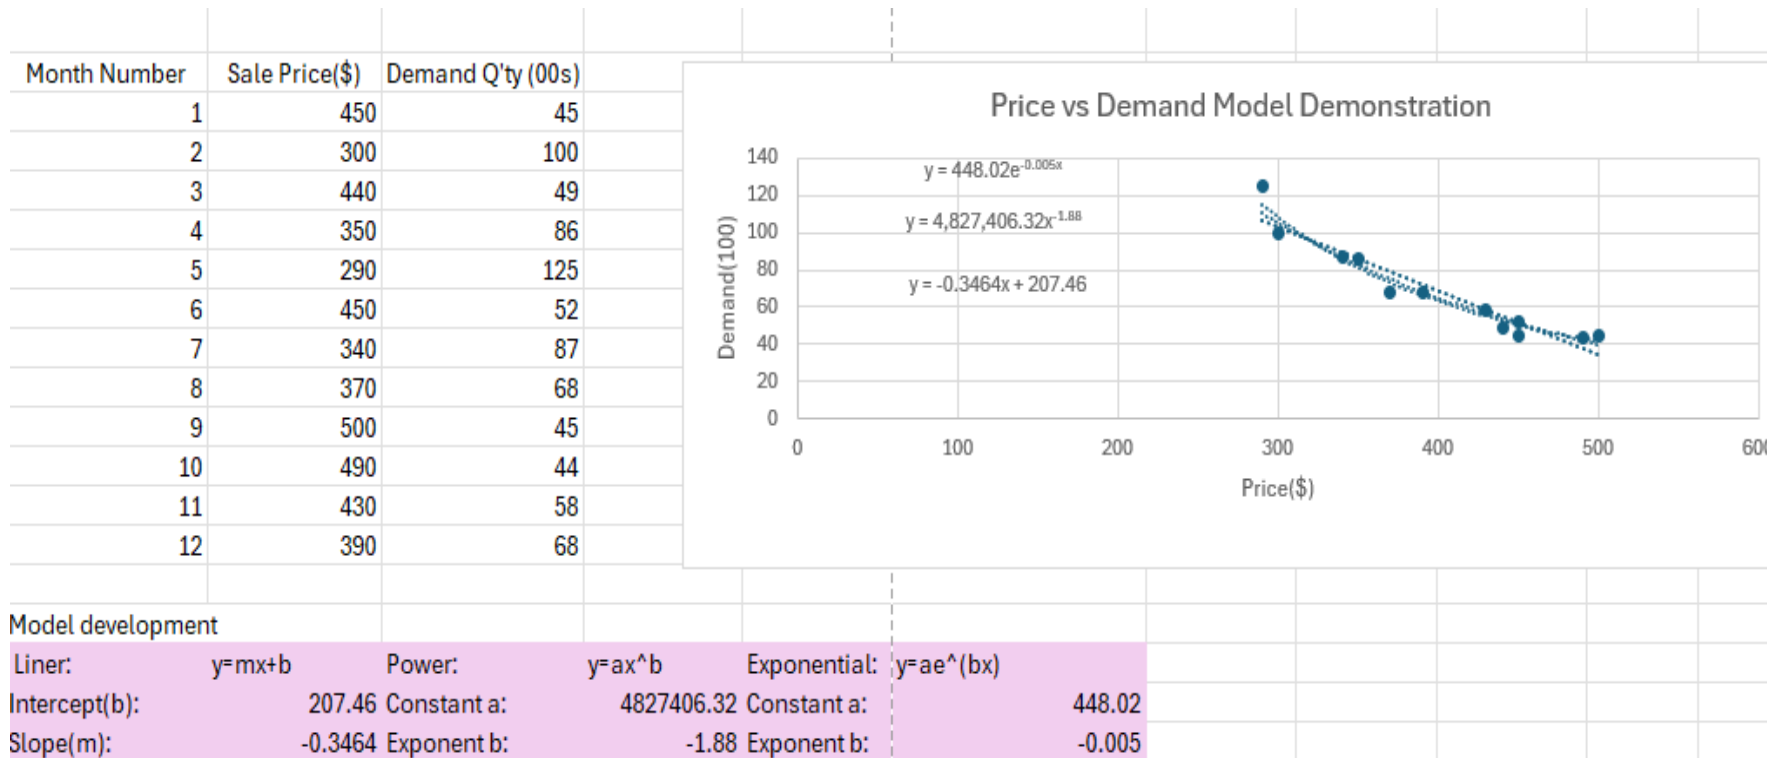 Month Number Sale Price($) Demand Q'ty (00s)
1 450 45
2 300 100
3 440 49
4 350 86
5 290 125
6 450 52
7 340 87
8 370 68
9 500 45
10 490 44
11 430 58
12 390 68
Price vs Demand Model Demonstration
y = 448.02e-0.005x
y = 4,827,406.32x-1.88
y = -0.3464x + 207.46
Demand(100)
140
120
100
80
60
40
20
0
0 100 200 300 400 500 600
Price($)
Model development
Liner: y=mx+b Power: y=ax^b Exponential: y=ae^(bx)
Intercept(b): 207.46 Constant a: 4827406.32 Constant a: 448.02
Slope(m): -0.3464 Exponent b: -1.88 Exponent b: -0.005